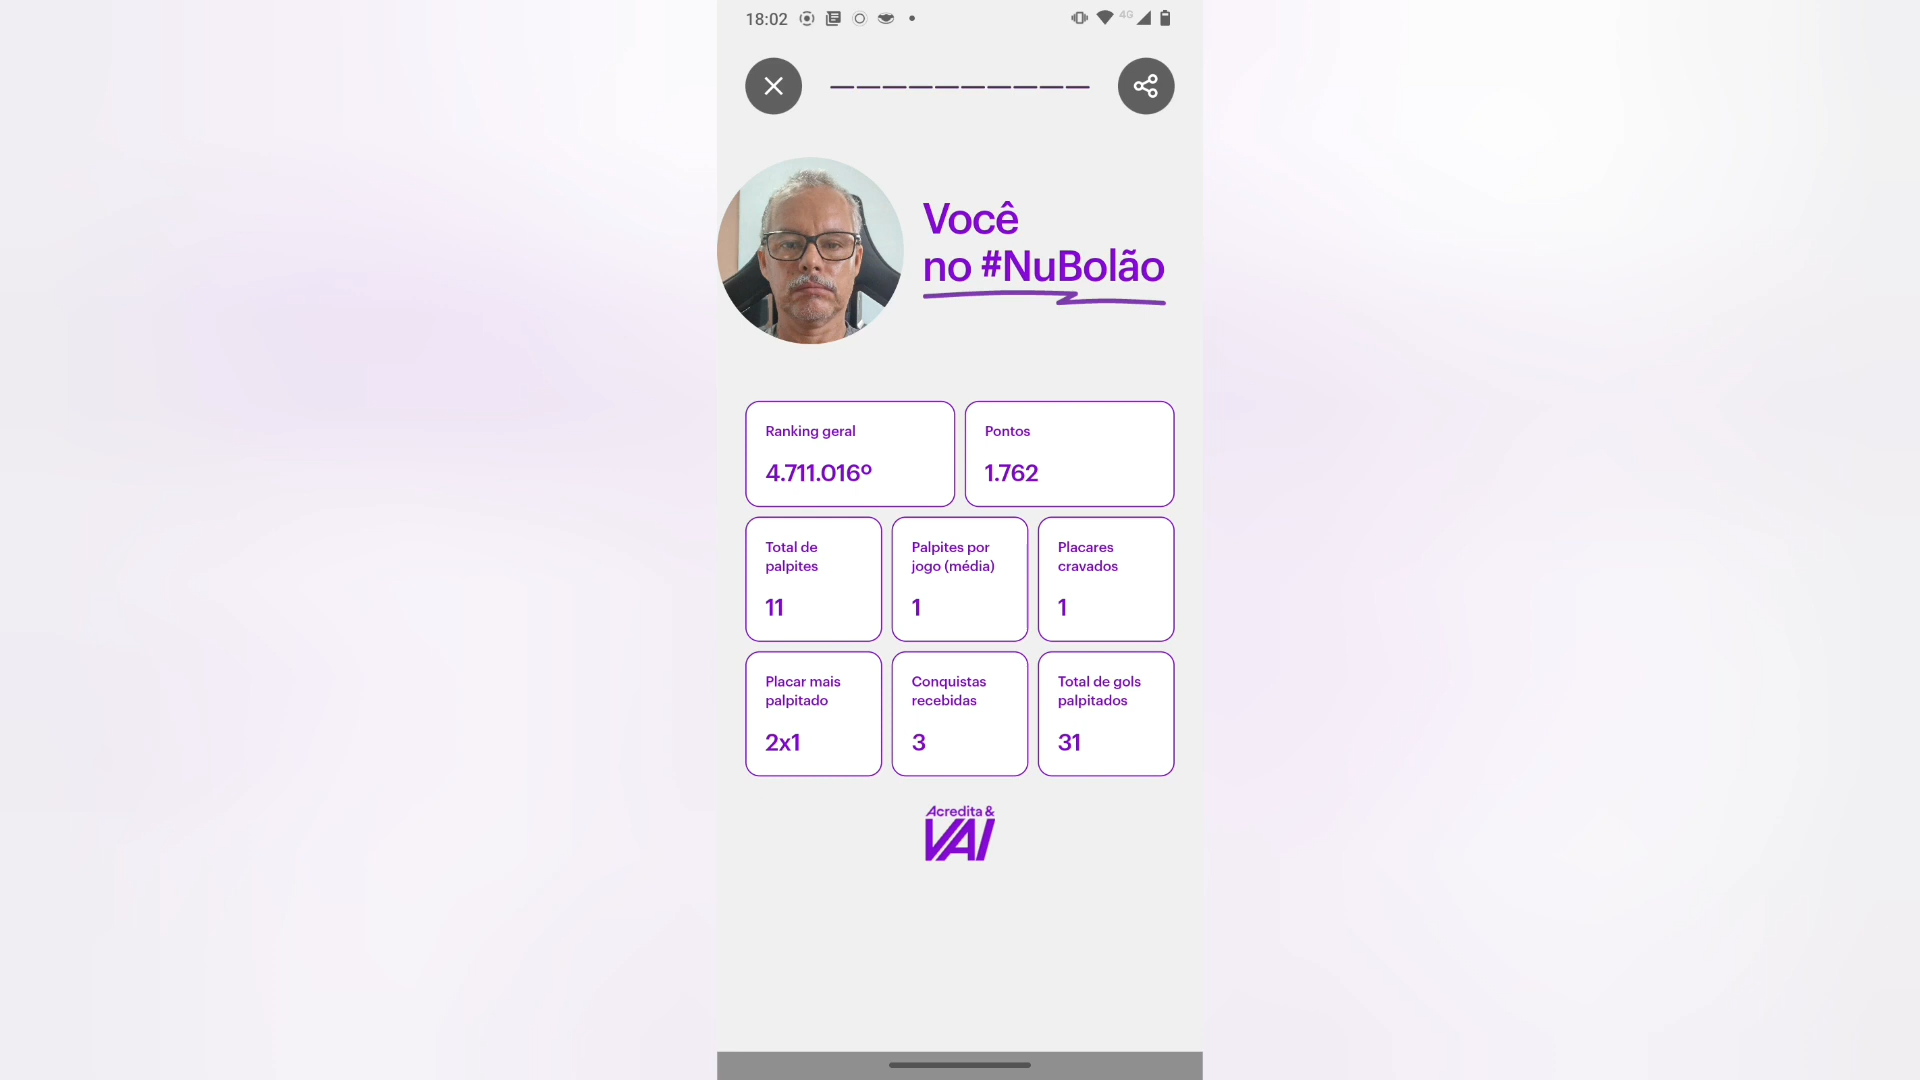 18:02
4G
Você
no #NuBolão
Ranking geral
4.711.016º
Pontos
1.762
Total de
palpites
11
Palpites por
jogo (média)
1
Placares
cravados
1
Placar mais
palpitado
2x1
Conquistas
recebidas
3
Total de gols
palpitados
31
Acredita &
VAI